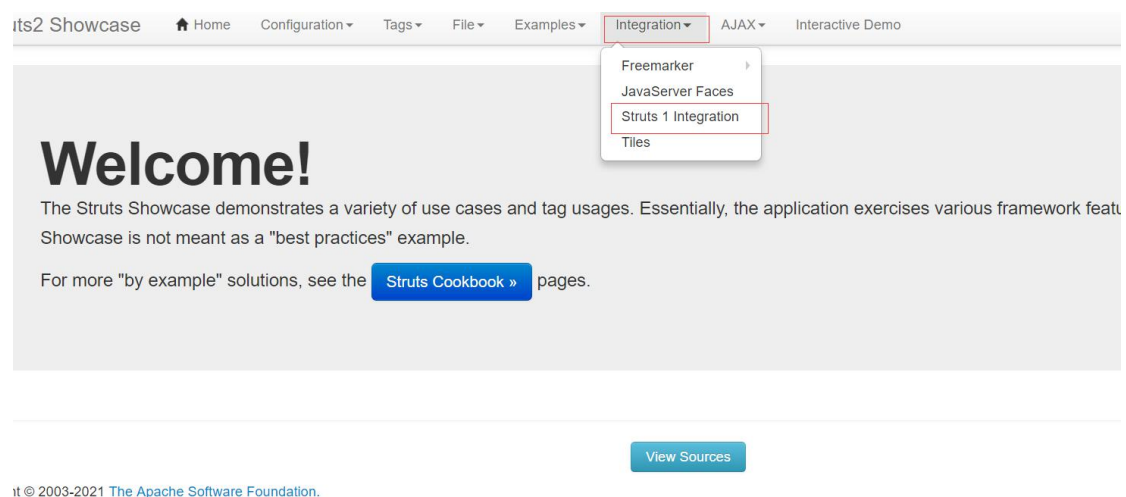 Struts2 Showcase Home Configuration Tags File Examples Integration AJAX Interactive Demo
Freemarker
JavaServer Faces
Struts 1 Integration
Tiles
Welcome!
The Struts Showcase demonstrates a variety of use cases and tag usages. Essentially, the application exercises various framework
Showcase is not meant as a "best practices" example.
For more "by example" solutions, see the Struts Cookbook » pages.
View Sources
© 2003-2021 The Apache Software Foundation.